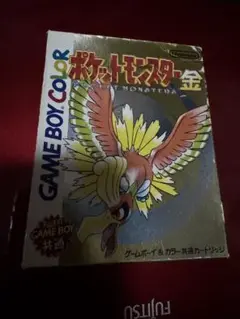 GAME BOY COLOR
ポケットモンスター金
POCKET MONSTERS
GAME BOY
共通
ゲームボーイ&カラー共通カートリッジ
FUJITSU